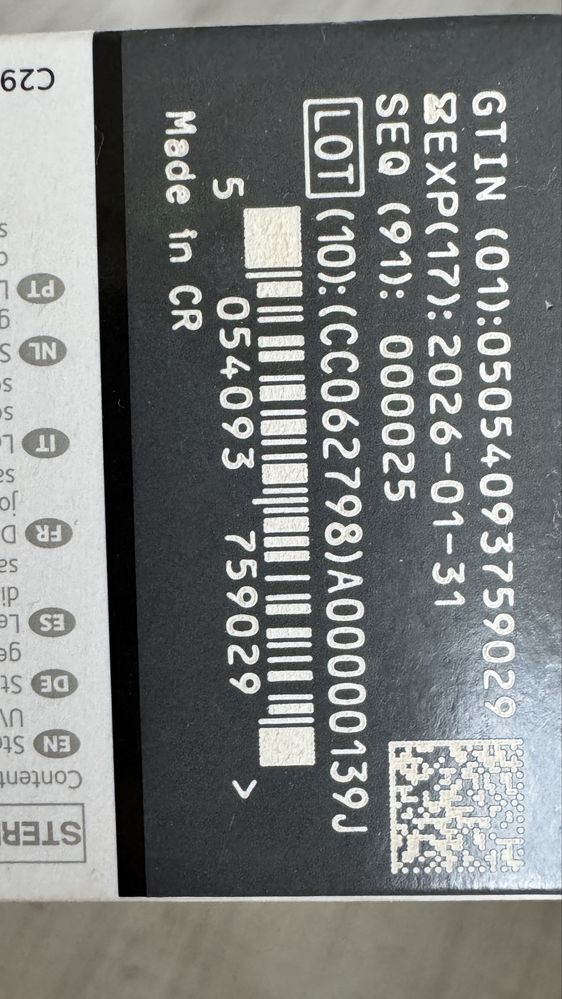 GTIN (01):05054093759029
EXP(17):2026-01-31
SEQ (91): 000025
LOT (10):(CC062798)A00000139J
5 054093 759029 >
Made in CR
C29
Content
EN
DE
ES
FR
IT
NL
PT